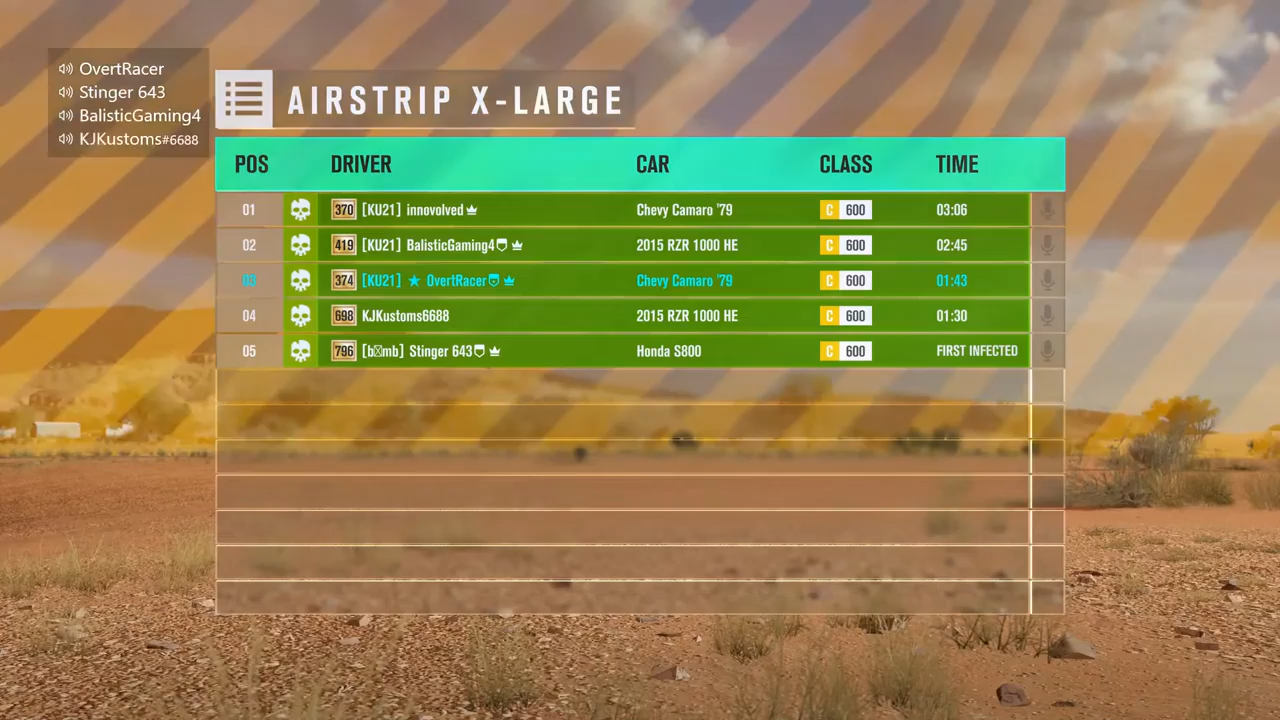 OvertRacer
Stinger 643
BalisticGaming4
KJKustoms#6688
AIRSTRIP X-LARGE
POS DRIVER CAR CLASS TIME
01 370 [KU21] innovolved Chevy Camaro '79 C 600 03:06
02 419 [KU21] BalisticGaming4 2015 RZR 1000 HE C 600 02:45
03 374 [KU21] ★ OvertRacer Chevy Camaro '79 C 600 01:43
04 698 KJKustoms6688 2015 RZR 1000 HE C 600 01:30
05 796 [b☒mb] Stinger 643 Honda S800 C 600 FIRST INFECTED